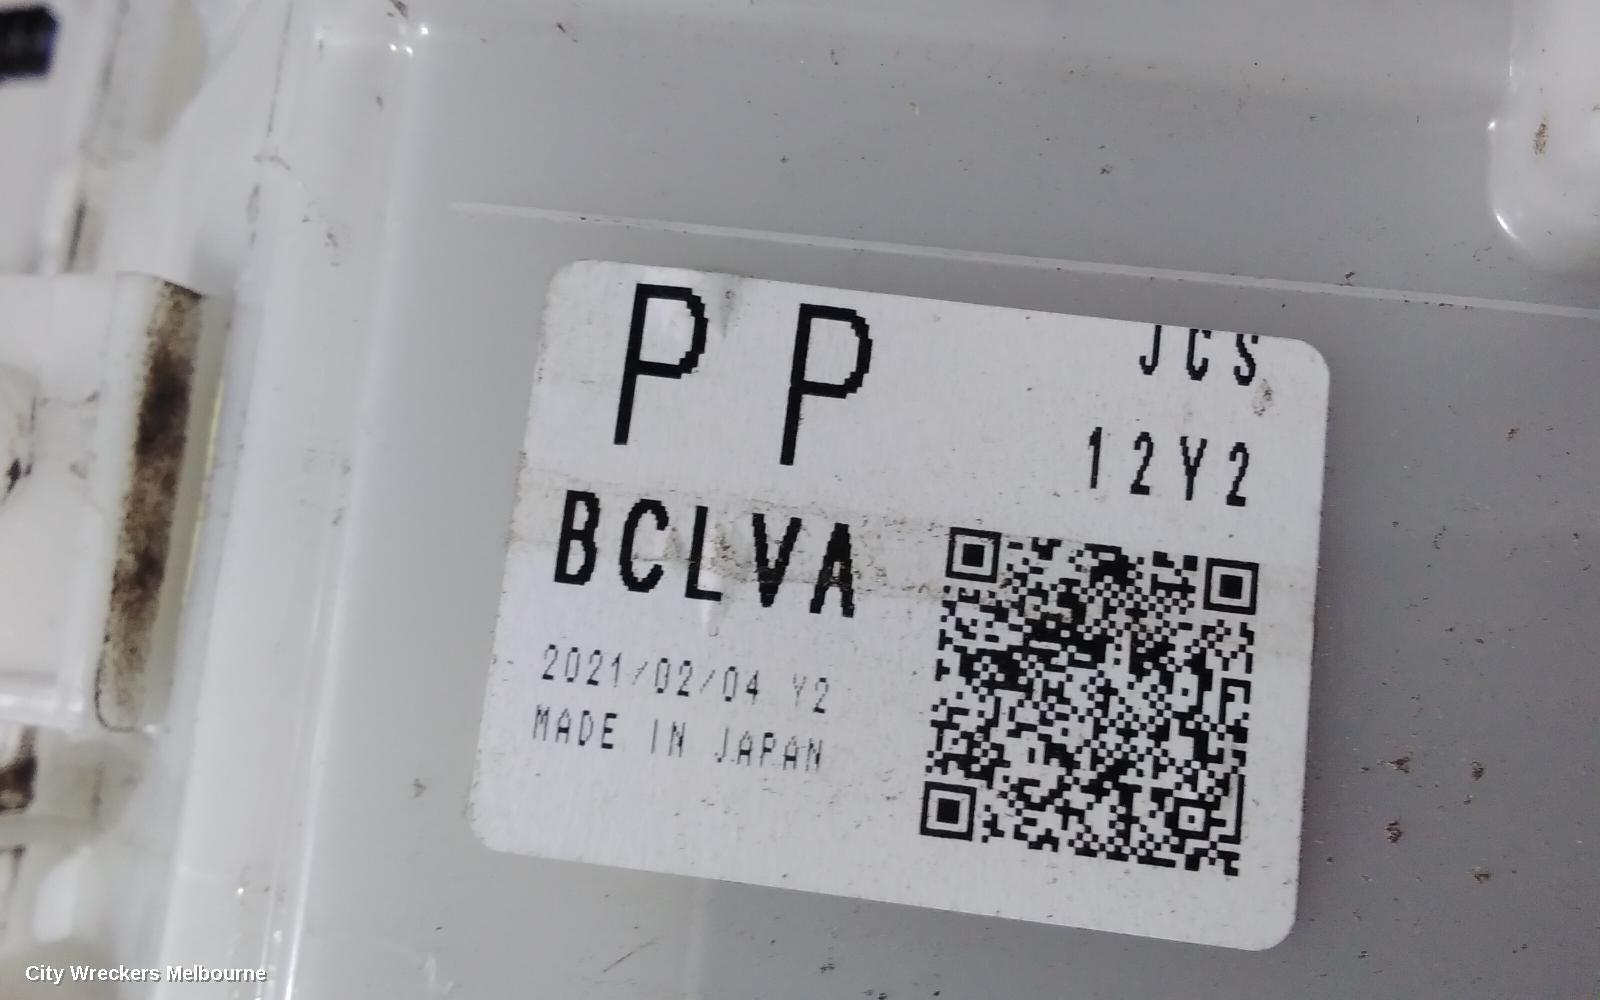 PP
JCS
12Y2
BCLVA
2021/02/04 Y2
MADE IN JAPAN
City Wreckers Melbourne